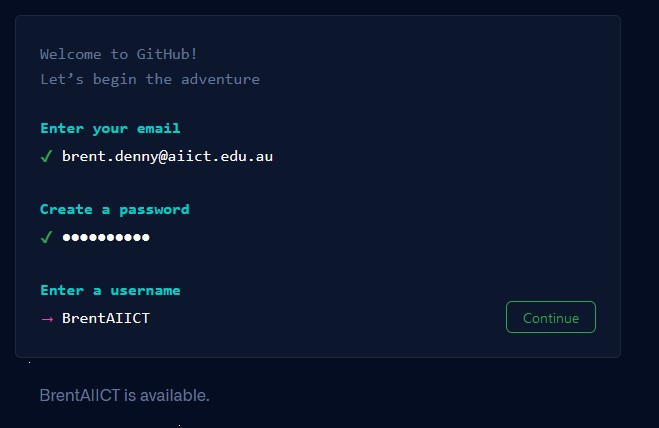 Welcome to GitHub!
Let’s begin the adventure
Enter your email
✓ brent.denny@aiict.edu.au
Create a password
✓ ●●●●●●●●●●
Enter a username
→ BrentAIICT
Continue
BrentAIICT is available.